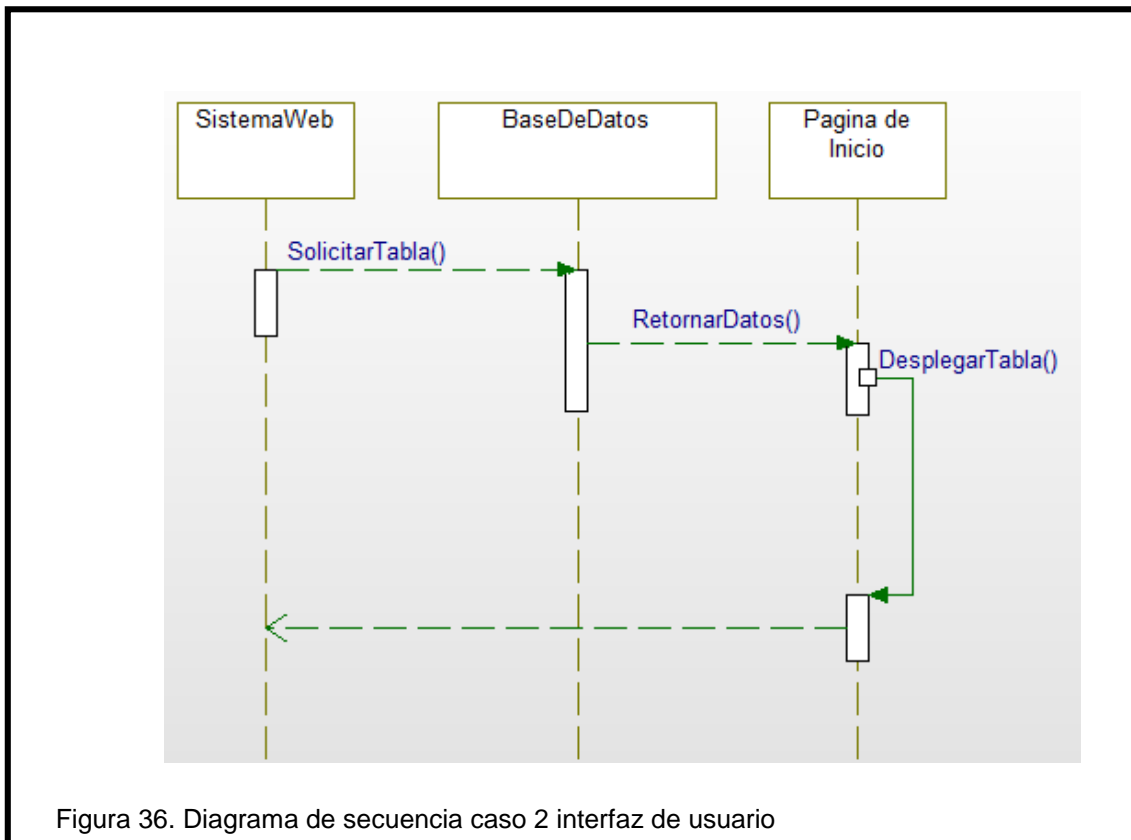 SistemaWeb
BaseDeDatos
Pagina de
Inicio
SolicitarTabla()
RetornarDatos()
DesplegarTabla()
Figura 36. Diagrama de secuencia caso 2 interfaz de usuario